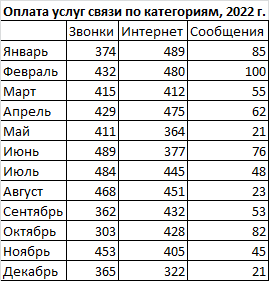 Оплата услуг связи по категориям, 2022 г.
Звонки Интернет Сообщения
Январь 374 489 85
Февраль 432 480 100
Март 415 412 55
Апрель 429 475 62
Май 411 364 21
Июнь 489 377 76
Июль 484 445 48
Август 468 451 23
Сентябрь 362 432 53
Октябрь 303 428 82
Ноябрь 453 405 45
Декабрь 365 322 21